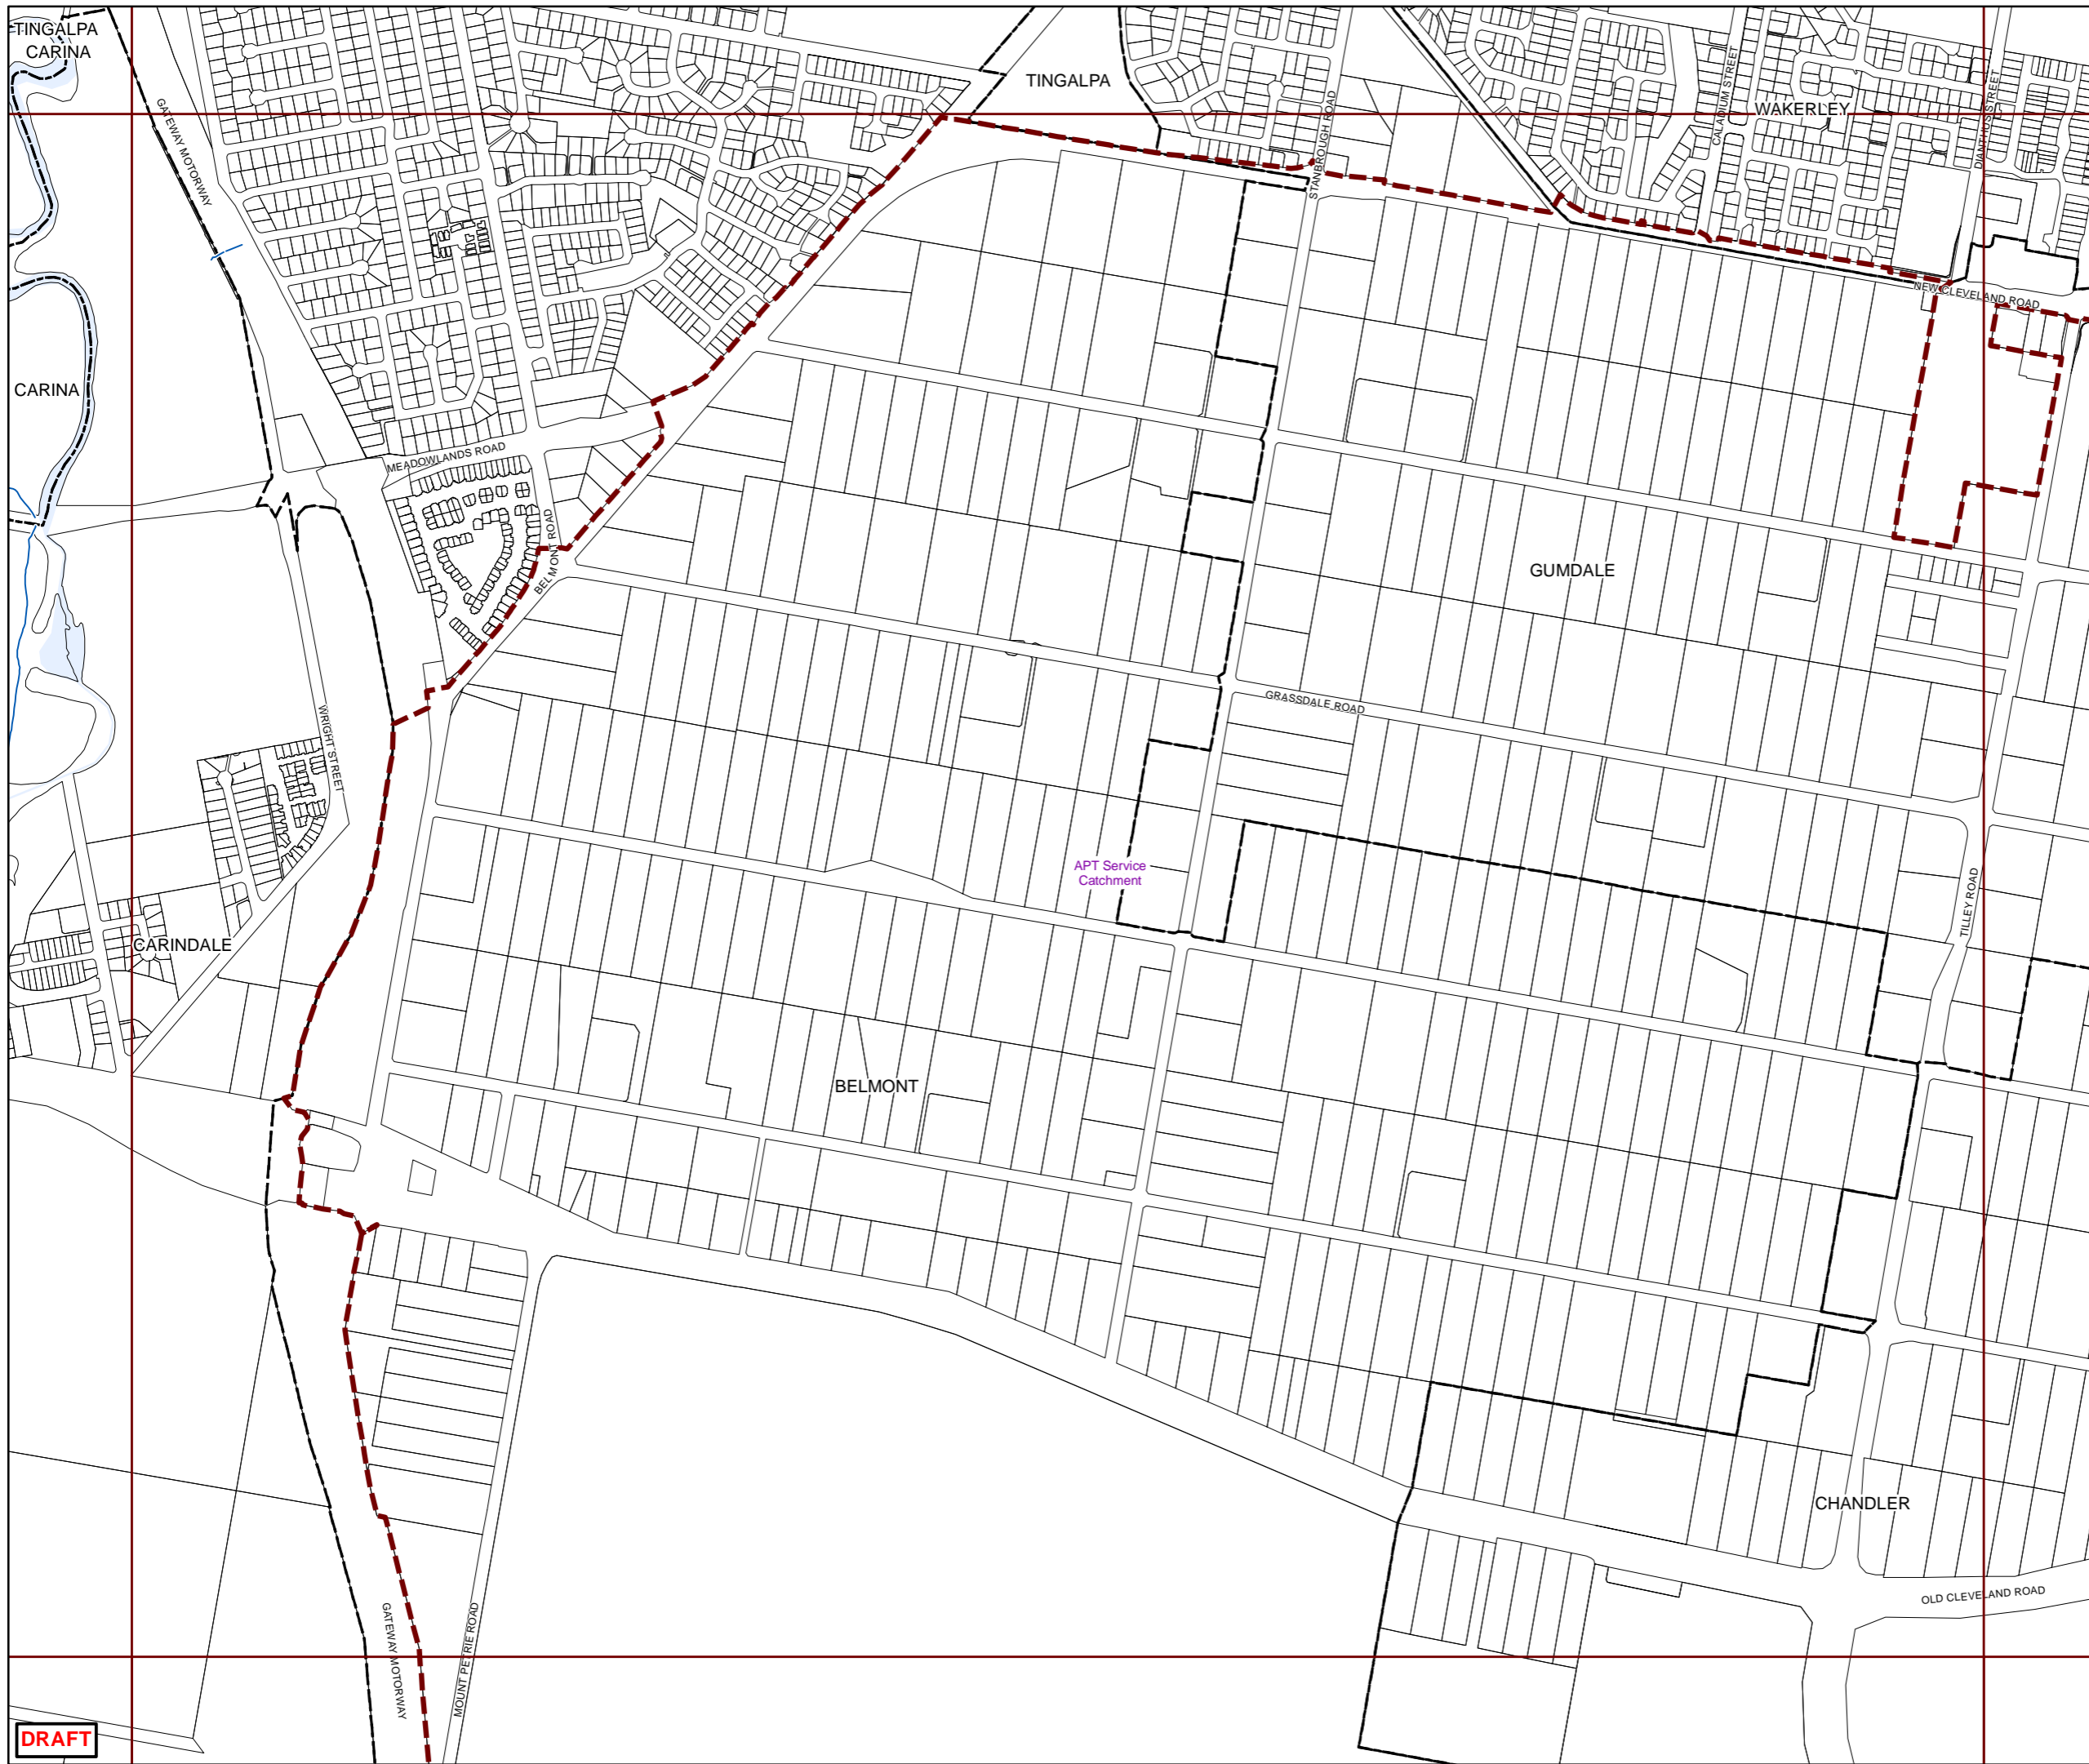 TINGALPA
CARINA
TINGALPA
WAKERLEY
GATEWAY MOTORWAY
STANBROUGH ROAD
CALADIUM STREET
DIANTHUS STREET
NEW CLEVELAND ROAD
CARINA
MEADOWLANDS ROAD
BELMONT ROAD
GUMDALE
GRASSDALE ROAD
WRIGHT STREET
APT Service
Catchment
TILLEY ROAD
CARINDALE
BELMONT
CHANDLER
OLD CLEVELAND ROAD
GATEWAY MOTORWAY
MOUNT PETRIE ROAD
DRAFT